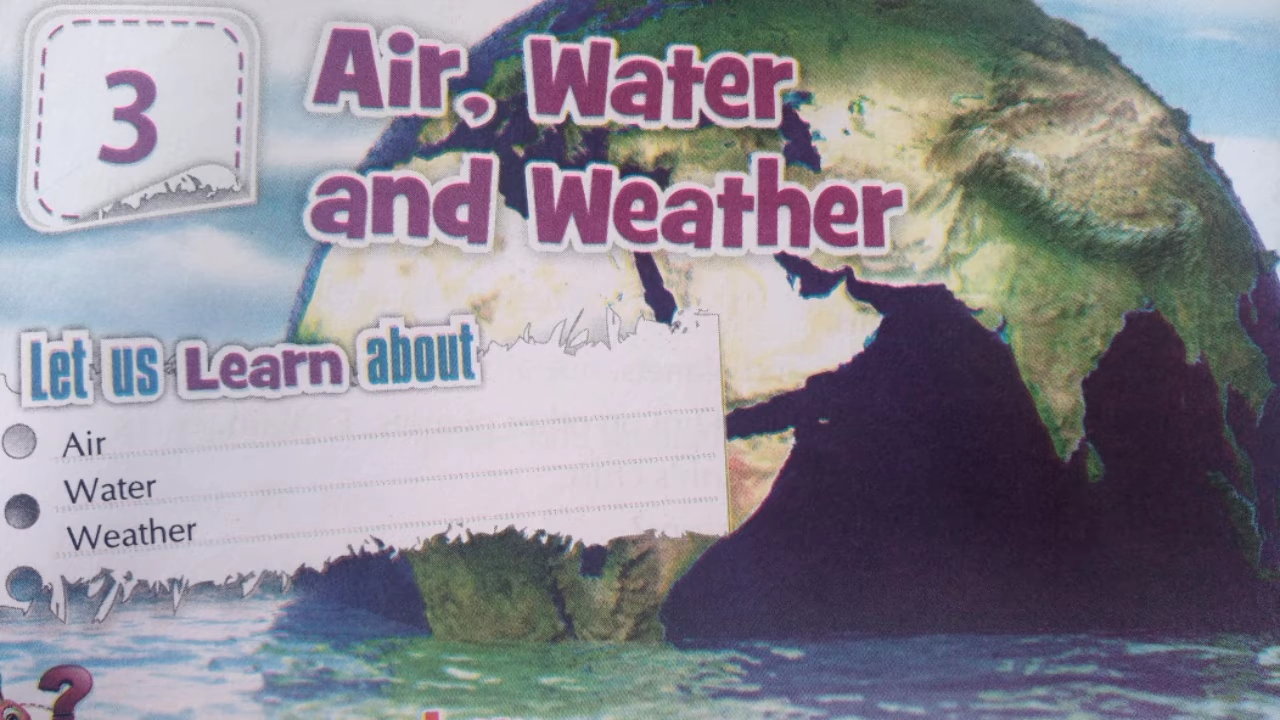 3
Air, Water
and Weather
Let us Learn about
Air
Water
Weather
?